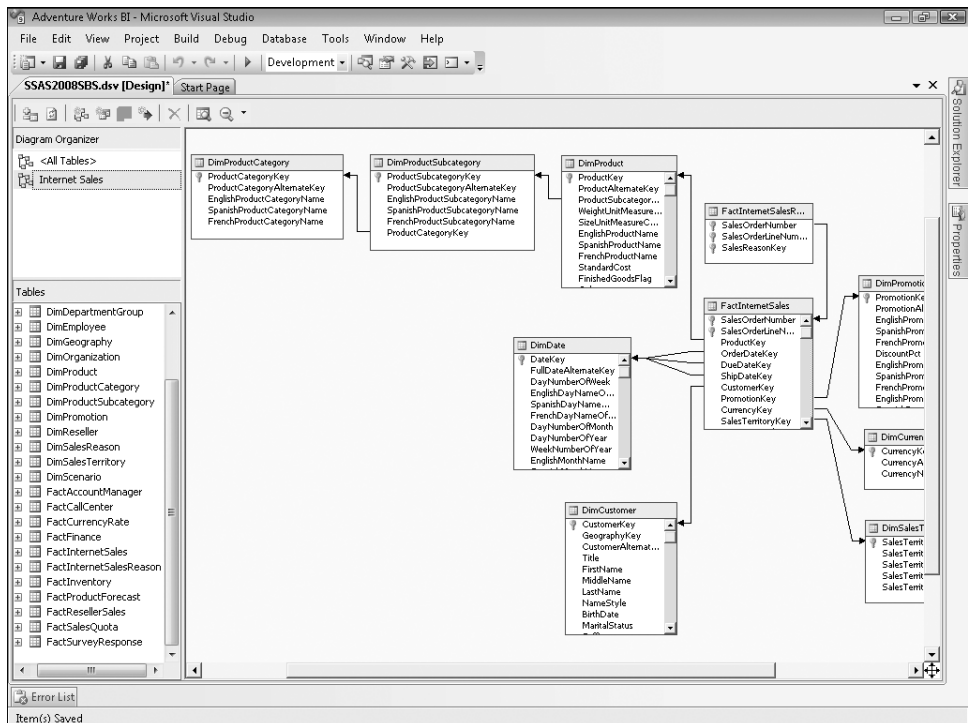 Adventure Works BI - Microsoft Visual Studio
File Edit View Project Build Debug Database Tools Window Help
Development
SSAS2008SBS.dsv [Design]* Start Page
Solution Explorer
Properties
Diagram Organizer
<All Tables>
Internet Sales
Tables
DimDepartmentGroup
DimEmployee
DimGeography
DimOrganization
DimProduct
DimProductCategory
DimProductSubcategory
DimPromotion
DimReseller
DimSalesReason
DimSalesTerritory
DimScenario
FactAccountManager
FactCallCenter
FactCurrencyRate
FactFinance
FactInternetSales
FactInternetSalesReason
FactInventory
FactProductForecast
FactResellerSales
FactSalesQuota
FactSurveyResponse
DimProductCategory
ProductCategoryKey
ProductCategoryAlternateKey
EnglishProductCategoryName
SpanishProductCategoryName
FrenchProductCategoryName
DimProductSubcategory
ProductSubcategoryKey
ProductSubcategoryAlternateKey
EnglishProductSubcategoryName
SpanishProductSubcategoryName
FrenchProductSubcategoryName
ProductCategoryKey
DimProduct
ProductKey
ProductAlternateKey
ProductSubcategor...
WeightUnitMeasure...
SizeUnitMeasureC...
EnglishProductName
SpanishProductName
FrenchProductName
StandardCost
FinishedGoodsFlag
FactInternetSalesR...
SalesOrderNumber
SalesOrderLineNum...
SalesReasonKey
FactInternetSales
SalesOrderNumber
SalesOrderLineN...
ProductKey
OrderDateKey
DueDateKey
ShipDateKey
CustomerKey
PromotionKey
CurrencyKey
SalesTerritoryKey
DimDate
DateKey
FullDateAlternateKey
DayNumberOfWeek
EnglishDayNameO...
SpanishDayName...
FrenchDayNameOf...
DayNumberOfMonth
DayNumberOfYear
WeekNumberOfYear
EnglishMonthName
DimCustomer
CustomerKey
GeographyKey
CustomerAlternat...
Title
FirstName
MiddleName
LastName
NameStyle
BirthDate
MaritalStatus
DimPromotio
PromotionKe
PromotionAl
EnglishProm
SpanishProm
FrenchProm
DiscountPct
EnglishProm
SpanishProm
FrenchProm
EnglishProm
DimCurren
CurrencyK
CurrencyA
CurrencyN
DimSalesT
SalesTerrit
SalesTerrit
SalesTerrit
SalesTerrit
Error List
Item(s) Saved